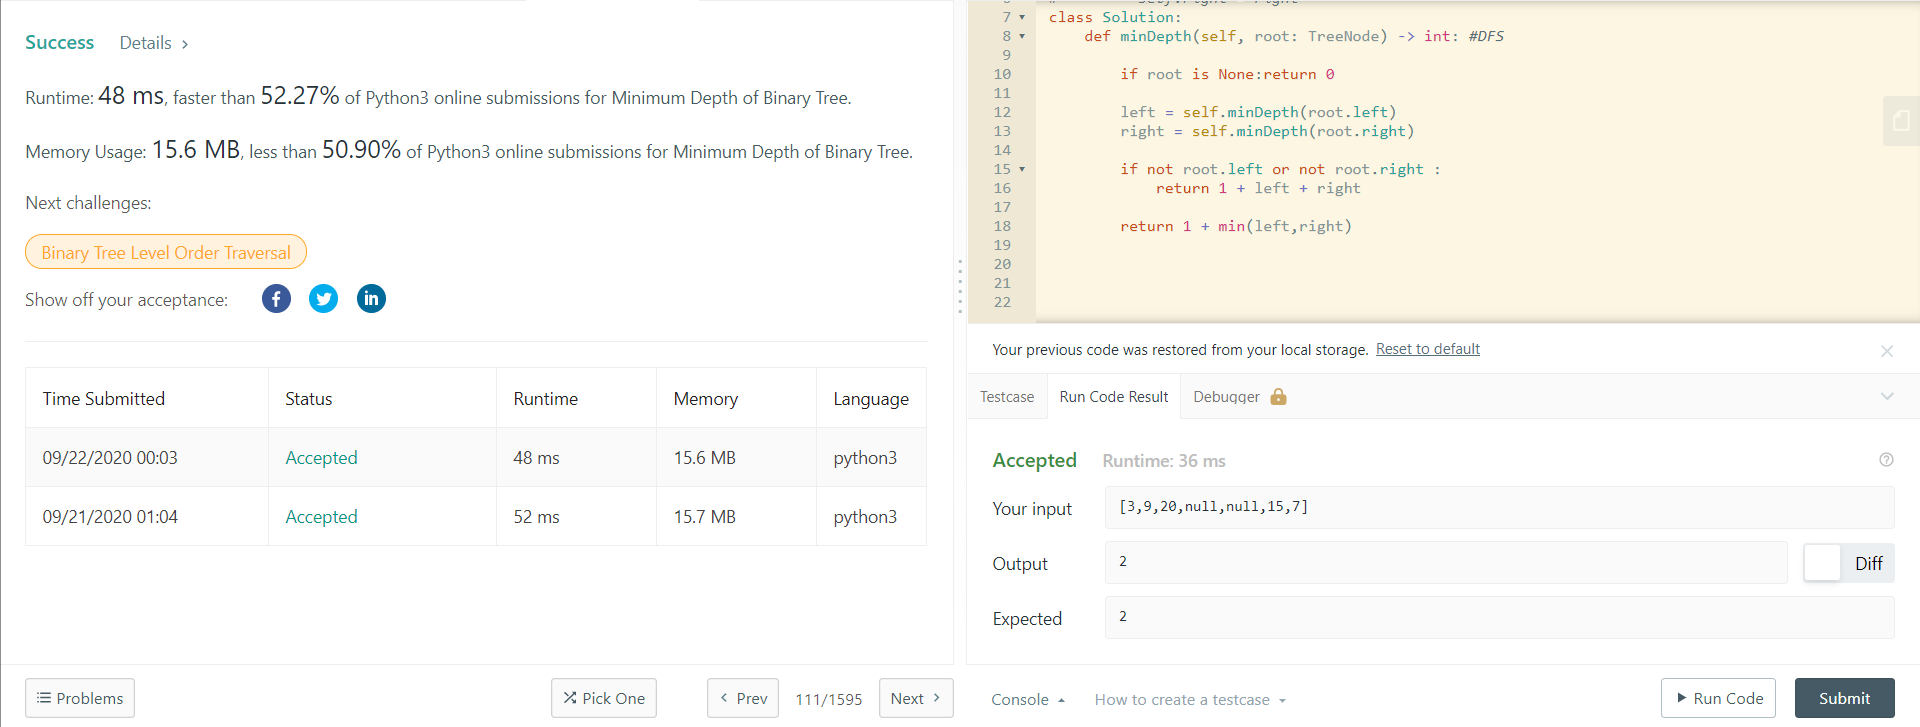 Success Details >
Runtime: 48 ms, faster than 52.27% of Python3 online submissions for Minimum Depth of Binary Tree.
Memory Usage: 15.6 MB, less than 50.90% of Python3 online submissions for Minimum Depth of Binary Tree.
Next challenges:
Binary Tree Level Order Traversal
Show off your acceptance:
Time Submitted Status Runtime Memory Language
09/22/2020 00:03 Accepted 48 ms 15.6 MB python3
09/21/2020 01:04 Accepted 52 ms 15.7 MB python3
Problems Pick One < Prev 111/1595 Next >
7 class Solution:
8 def minDepth(self, root: TreeNode) -> int: #DFS
9
10 if root is None:return 0
11
12 left = self.minDepth(root.left)
13 right = self.minDepth(root.right)
14
15 if not root.left or not root.right :
16 return 1 + left + right
17
18 return 1 + min(left,right)
19
20
21
22
Your previous code was restored from your local storage. Reset to default
Testcase Run Code Result Debugger
Accepted Runtime: 36 ms
Your input [3,9,20,null,null,15,7]
Output 2 Diff
Expected 2
Console How to create a testcase Run Code Submit